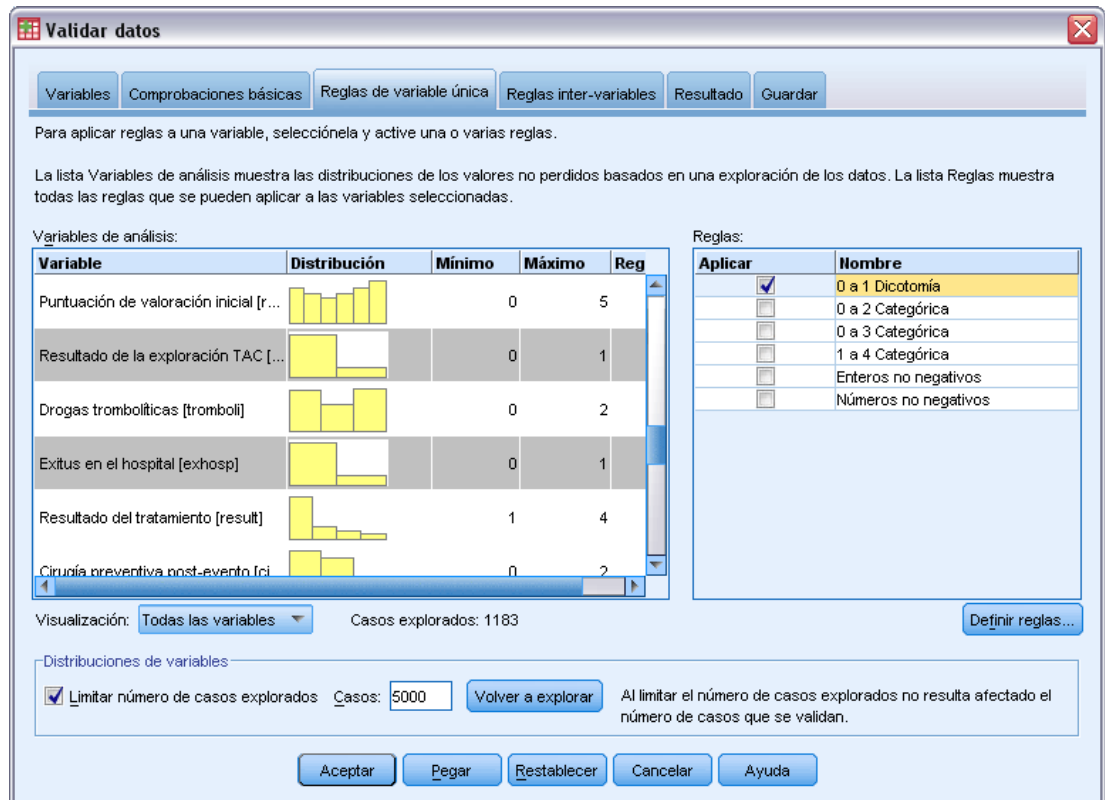 Validar datos
Variables Comprobaciones básicas Reglas de variable única Reglas inter-variables Resultado Guardar
Para aplicar reglas a una variable, selecciónela y active una o varias reglas.
La lista Variables de análisis muestra las distribuciones de los valores no perdidos basados en una exploración de los datos. La lista Reglas muestra
todas las reglas que se pueden aplicar a las variables seleccionadas.
Variables de análisis:
Variable Distribución Mínimo Máximo Reg
Puntuación de valoración inicial [r... 0 5
Resultado de la exploración TAC [... 0 1
Drogas trombolíticas [tromboli] 0 2
Exitus en el hospital [exhosp] 0 1
Resultado del tratamiento [result] 1 4
Cirugía preventiva post-evento [ci 0 2
Reglas:
Aplicar Nombre
0 a 1 Dicotomía
0 a 2 Categórica
0 a 3 Categórica
1 a 4 Categórica
Enteros no negativos
Números no negativos
Visualización: Todas las variables Casos explorados: 1183
Definir reglas...
Distribuciones de variables
Limitar número de casos explorados Casos: 5000 Volver a explorar
Al limitar el número de casos explorados no resulta afectado el
número de casos que se validan.
Aceptar Pegar Restablecer Cancelar Ayuda